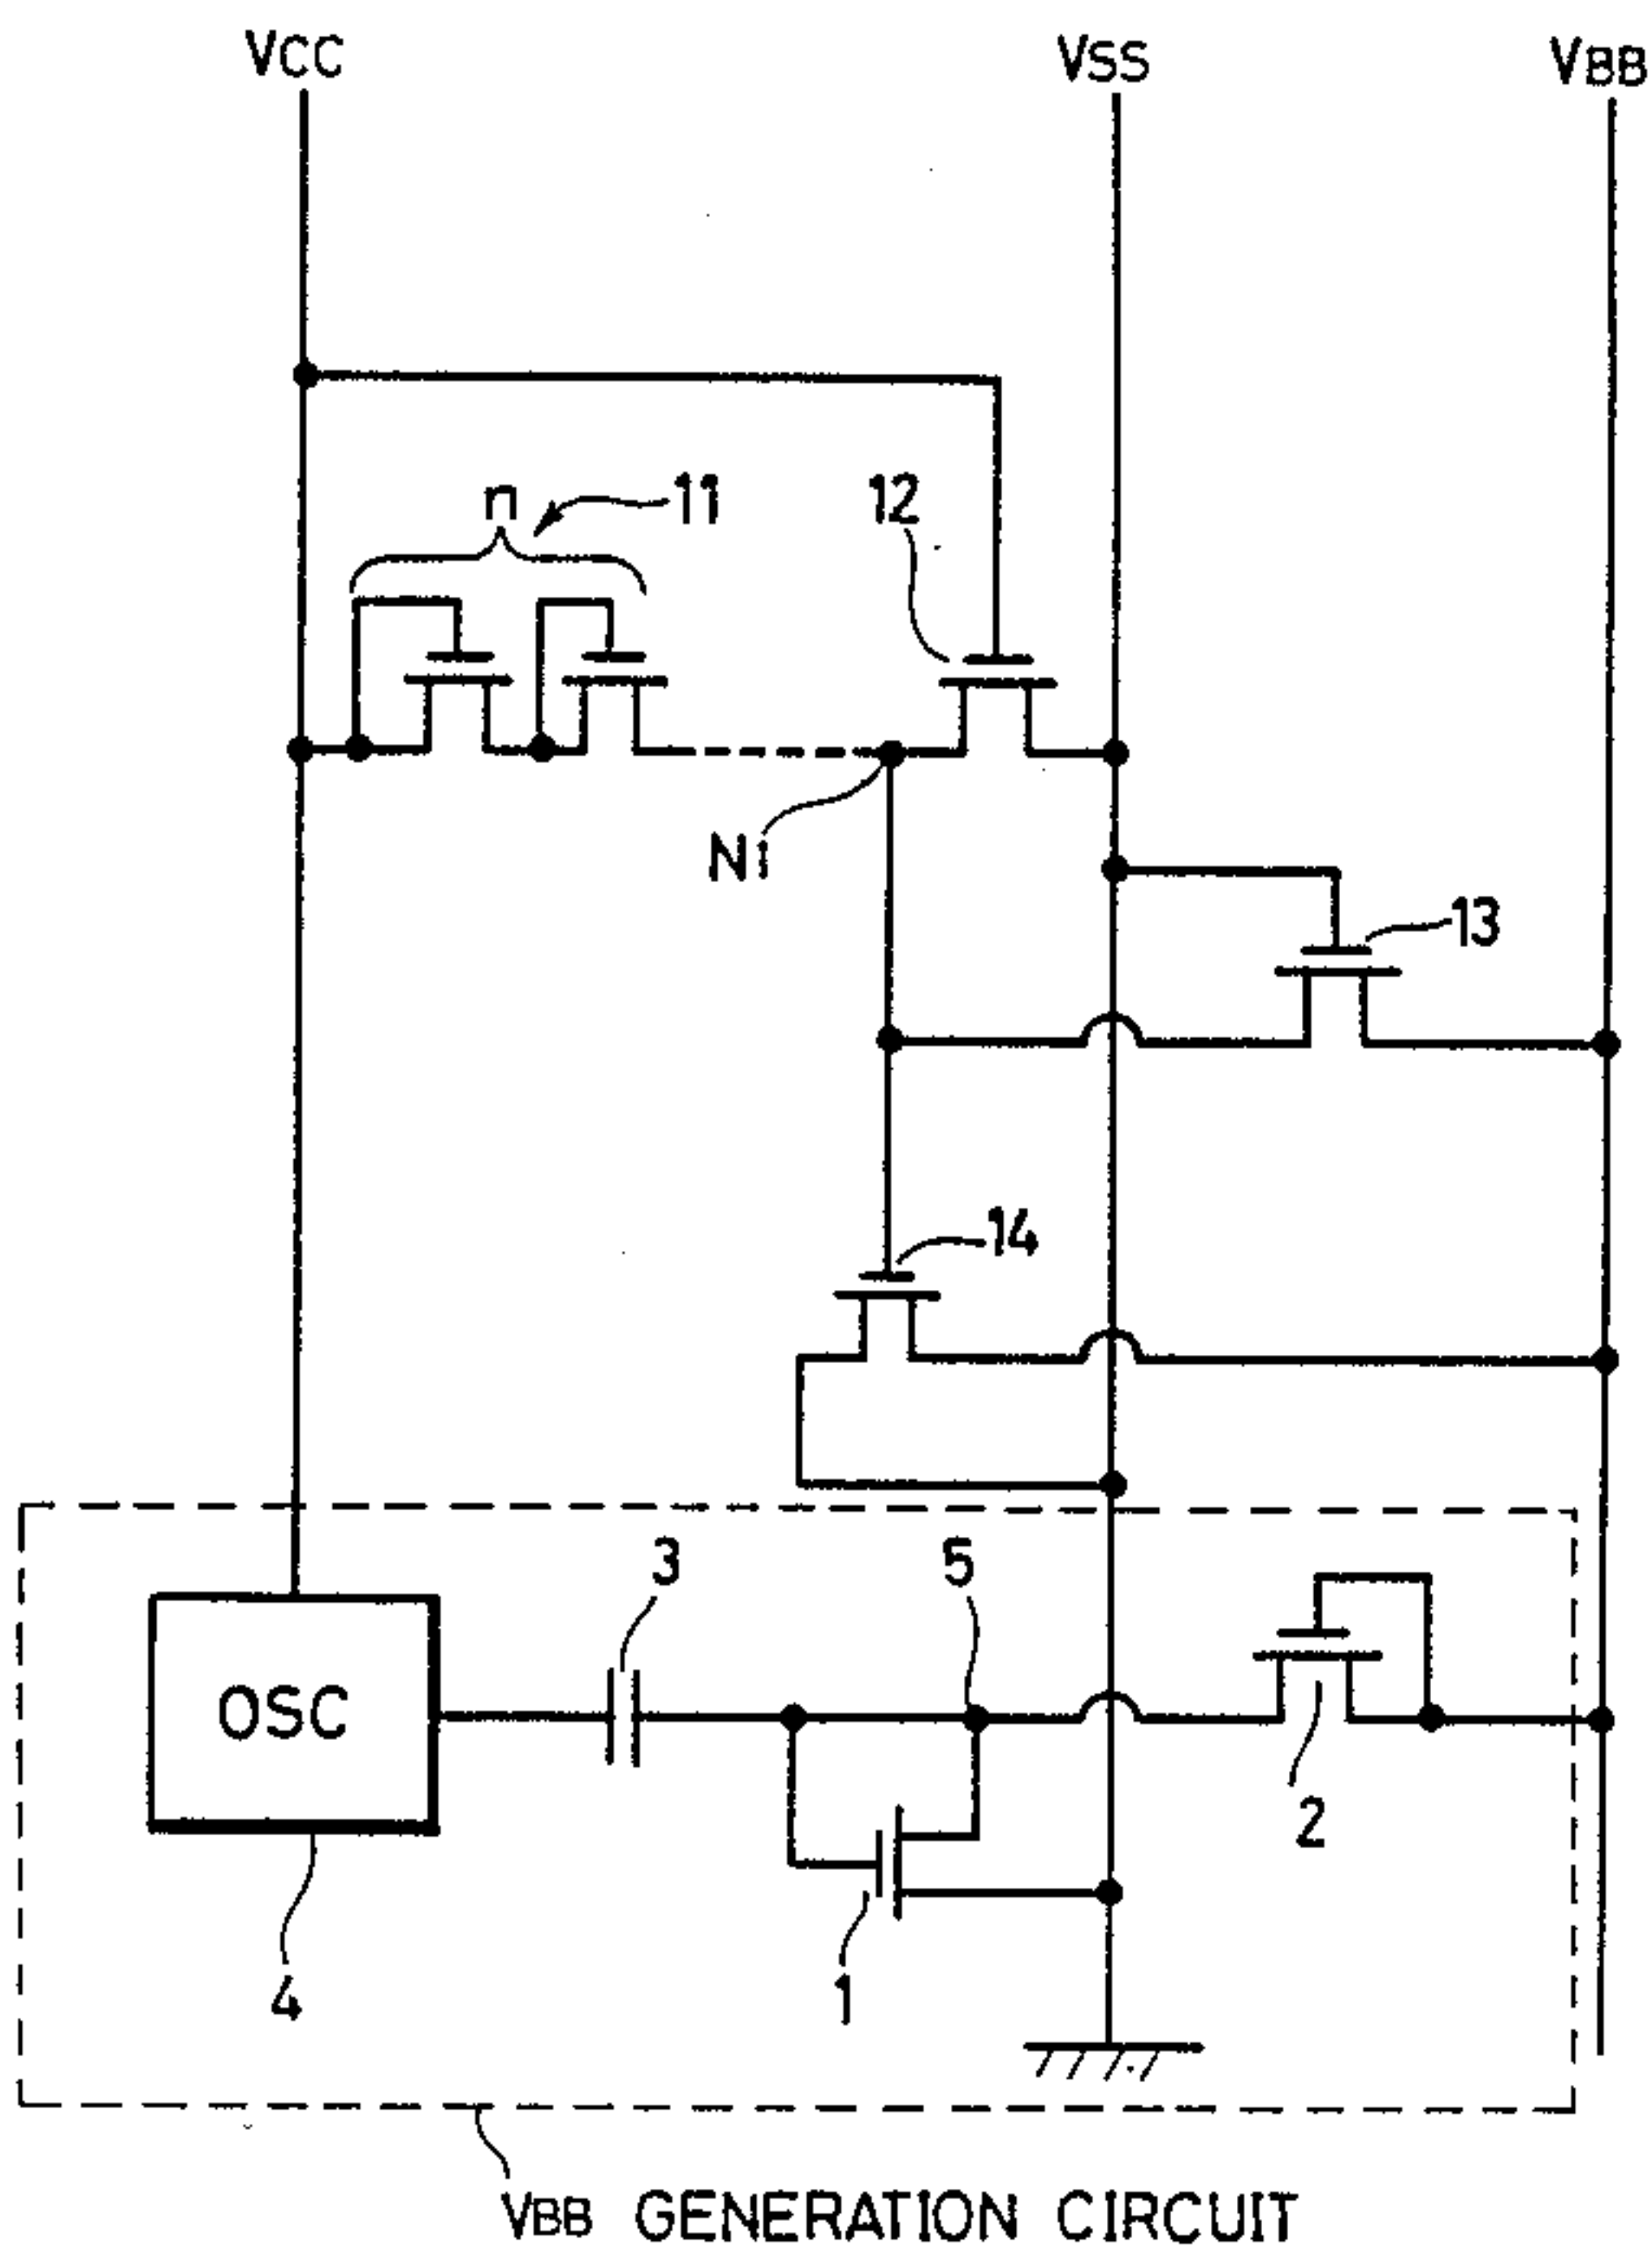 VCC VSS VBB
n 11 12
N1
13
14
3 5
OSC
2
4 1
VBB GENERATION CIRCUIT